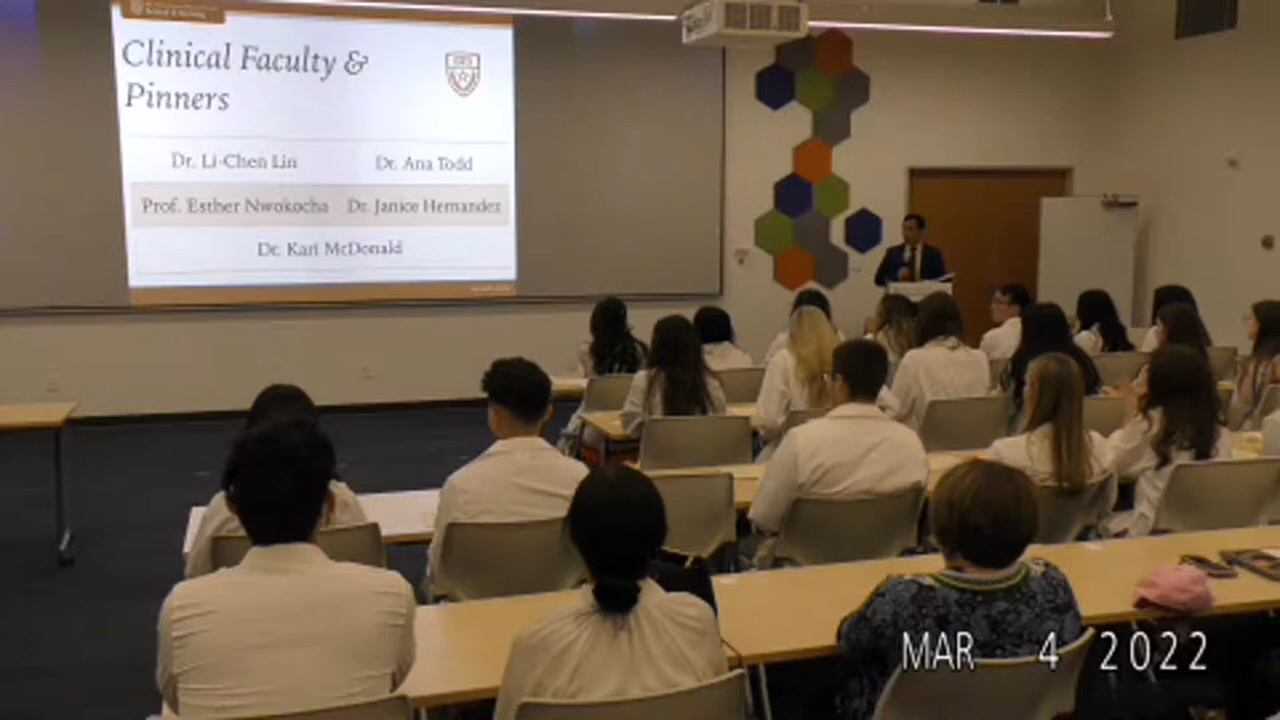 Clinical Faculty &
Pinners
Dr. Li-Chen Lin Dr. Ana Todd
Prof. Esther Nwokocha Dr. Janice Hernandez
Dr. Kari McDonald
MAR 4 2022